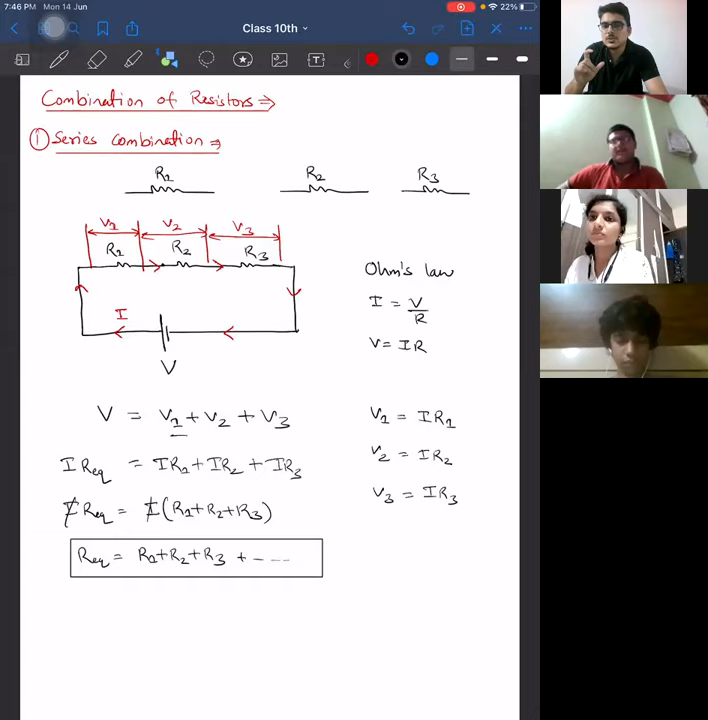 7:46 PM Mon 14 Jun
22%
Class 10th
T
Combination of Resistors ⇒
① Series combination ⇒
R1 R2 R3
V1 V2 V3
R1 R2 R3
I
V
Ohm's law
I = V/R
V = IR
V = V1 + V2 + V3
V1 = IR1
I Req = IR1 + IR2 + IR3
V2 = IR2
I Req = I (R1+R2+R3)
V3 = IR3
Req = R1+R2+R3 + -----